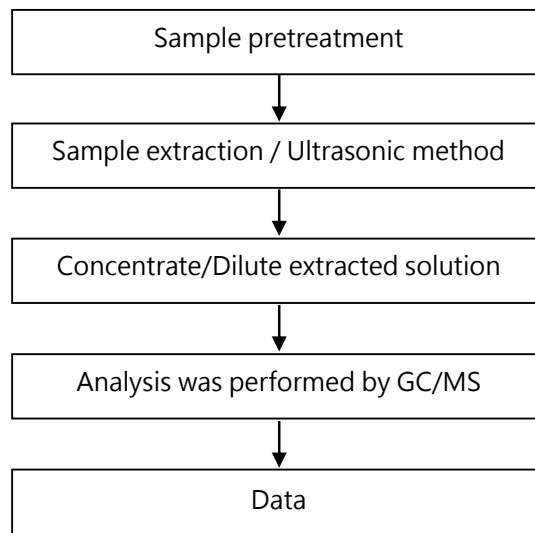 Sample pretreatment
Sample extraction / Ultrasonic method
Concentrate/Dilute extracted solution
Analysis was performed by GC/MS
Data